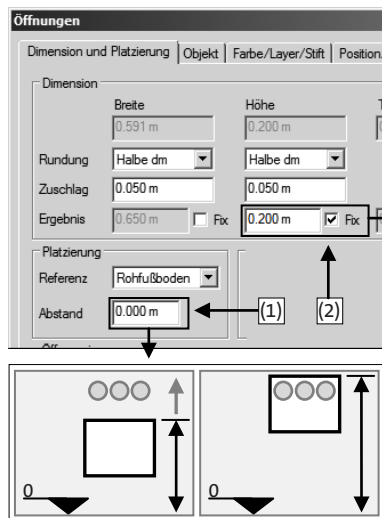 Öffnungen
Dimension und Platzierung Objekt Farbe/Layer/Stift Position
Dimension
Breite Höhe
0.591 m 0.200 m
Rundung Halbe dm Halbe dm
Zuschlag 0.050 m 0.050 m
Ergebnis 0.650 m Fix 0.200 m Fix
Platzierung
Referenz Rohfußboden
Abstand 0.000 m (1) (2)
0 0